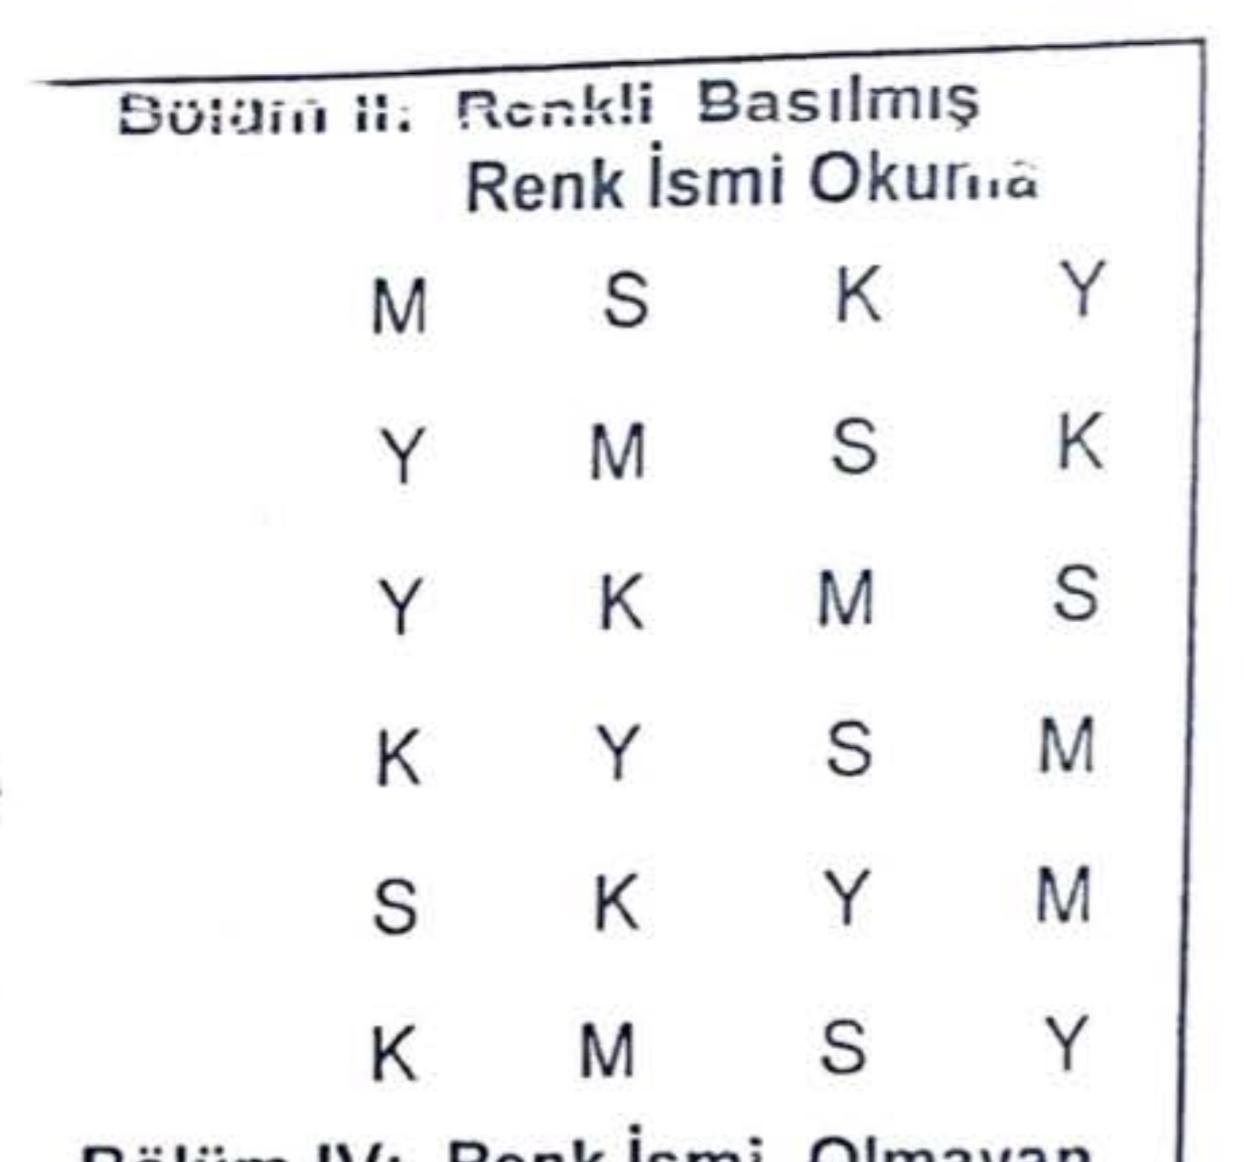 Bölüm II: Renkli Basılmış
Renk İsmi Okuma
M S K Y
Y M S K
Y K M S
K Y S M
S K Y M
K M S Y
Bölüm IV: Renk İsmi Olmayan